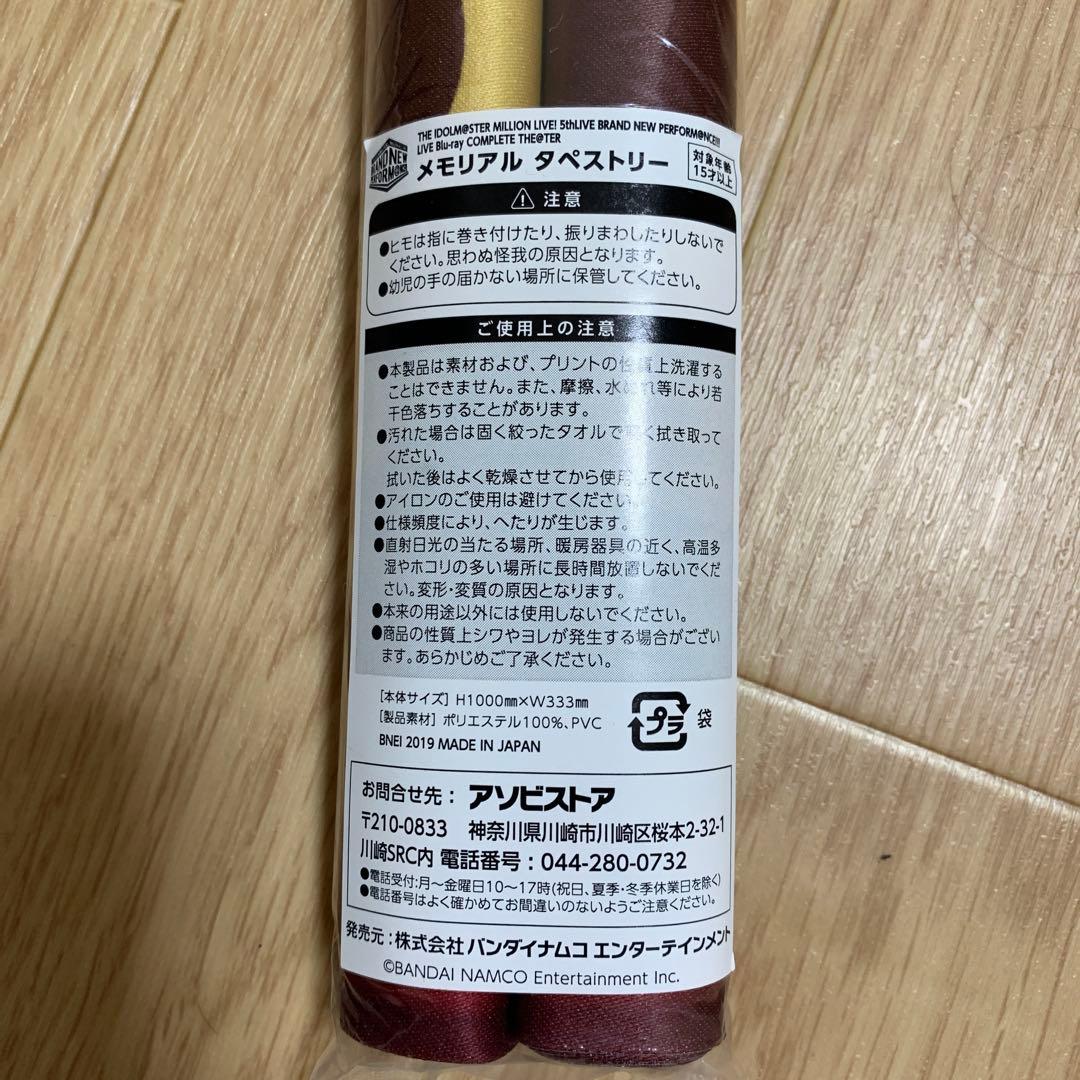 THE IDOLM@STER MILLION LIVE! 5thLIVE BRAND NEW PERFORM@NCE!!!
LIVE Blu-ray COMPLETE THE@TER
BRAND NEW
PERFORM@NCE
メモリアル タペストリー
対象年齢
15才以上
注意
●ヒモは指に巻き付けたり、振りまわしたりしないで
ください。思わぬ怪我の原因となります。
●幼児の手の届かない場所に保管してください。
ご使用上の注意
●本製品は素材および、プリントの性質上洗濯する
ことはできません。また、摩擦、水ぬれ等により若
干色落ちすることがあります。
●汚れた場合は固く絞ったタオルで軽く拭き取って
ください。
拭いた後はよく乾燥させてから使用してください。
●アイロンのご使用は避けてください。
●仕様頻度により、へたりが生じます。
●直射日光の当たる場所、暖房器具の近く、高温多
湿やホコリの多い場所に長時間放置しないでくだ
さい。変形・変質の原因となります。
●本来の用途以外には使用しないでください。
●商品の性質上シワやヨレが発生する場合がござい
ます。あらかじめご了承ください。
[本体サイズ] H1000mm×W333mm
[製品素材] ポリエステル100%、PVC
BNEI 2019 MADE IN JAPAN
プラ
袋
お問合せ先： アソビストア
〒210-0833 神奈川県川崎市川崎区桜本2-32-1
川崎SRC内 電話番号：044-280-0732
●電話受付:月～金曜日10～17時(祝日、夏季・冬季休業日を除く)
●電話番号はよく確かめてお間違いのないようご注意ください。
発売元：株式会社 バンダイナムコ エンターテインメント
©BANDAI NAMCO Entertainment Inc.